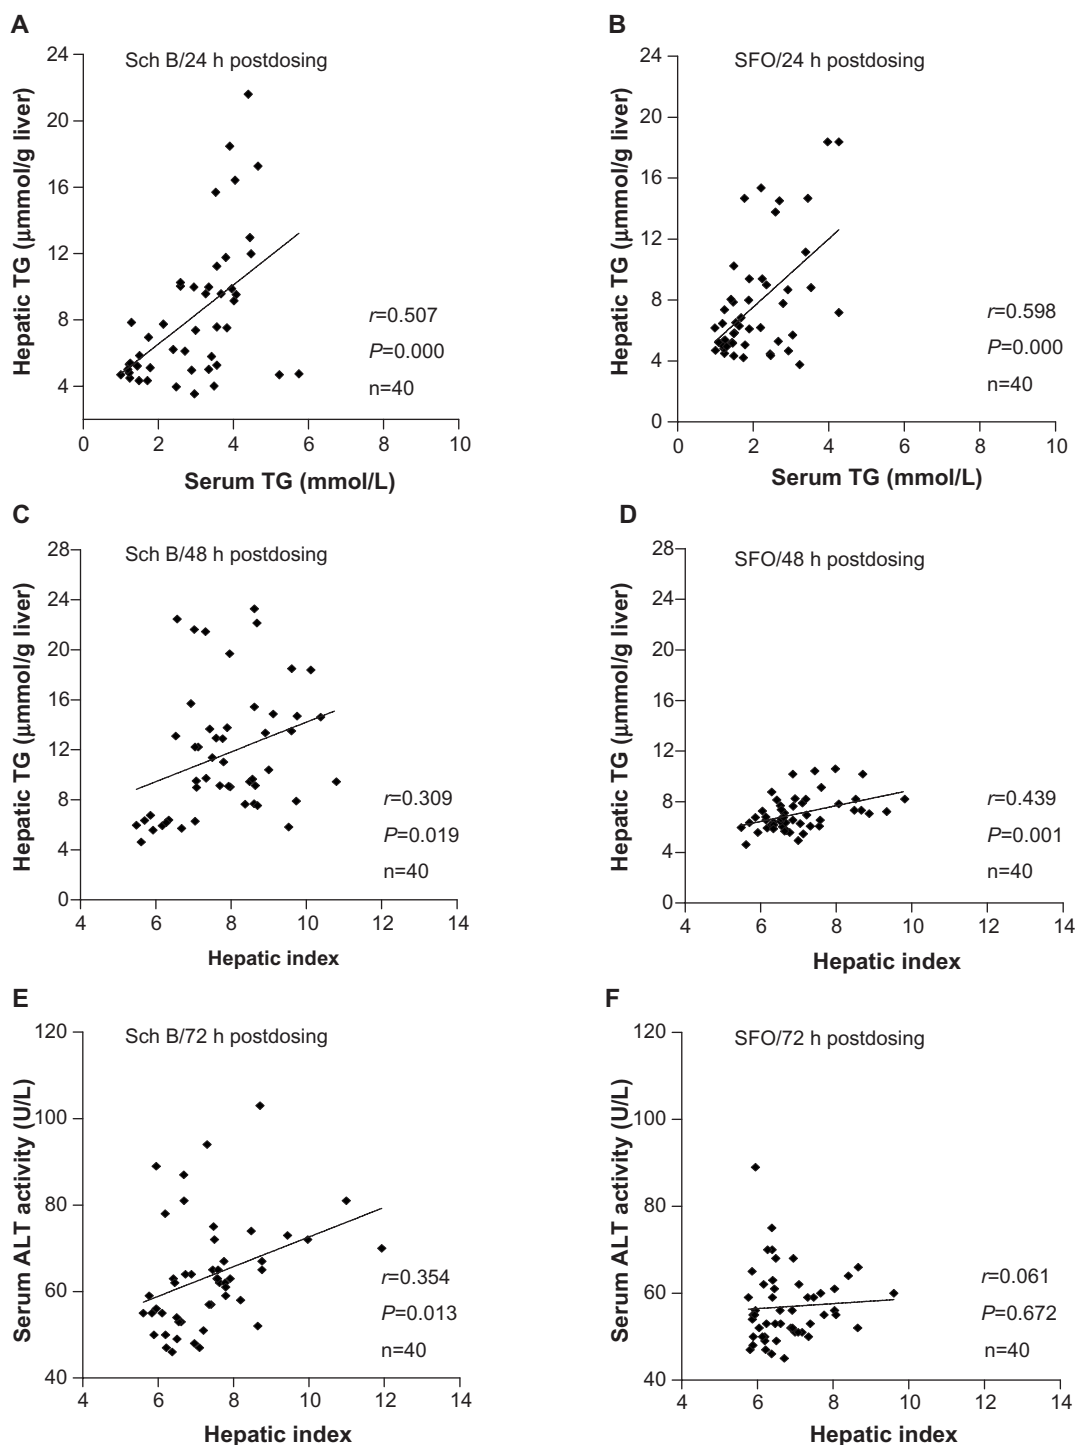 A
Sch B/24 h postdosing
Hepatic TG (μmmol/g liver)
24
20
16
12
8
4
r=0.507
P=0.000
n=40
0 2 4 6 8 10
Serum TG (mmol/L)
B
SFO/24 h postdosing
Hepatic TG (μmmol/g liver)
24
20
16
12
8
4
0
r=0.598
P=0.000
n=40
0 2 4 6 8 10
Serum TG (mmol/L)
C
Sch B/48 h postdosing
Hepatic TG (μmmol/g liver)
28
24
20
16
12
8
4
0
r=0.309
P=0.019
n=40
4 6 8 10 12 14
Hepatic index
D
SFO/48 h postdosing
Hepatic TG (μmmol/g liver)
28
24
20
16
12
8
4
0
r=0.439
P=0.001
n=40
4 6 8 10 12 14
Hepatic index
E
Sch B/72 h postdosing
Serum ALT activity (U/L)
120
100
80
60
40
r=0.354
P=0.013
n=40
4 6 8 10 12 14
Hepatic index
F
SFO/72 h postdosing
Serum ALT activity (U/L)
120
100
80
60
40
r=0.061
P=0.672
n=40
4 6 8 10 12 14
Hepatic index